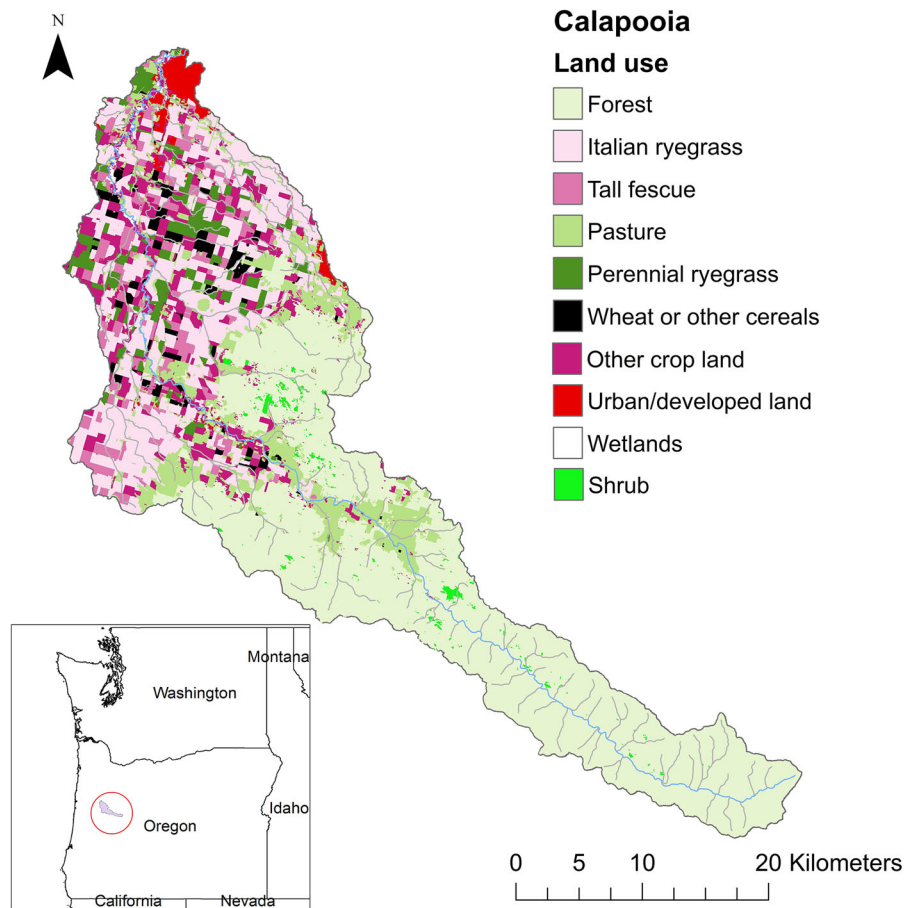 N
Calapooia
Land use
Forest
Italian ryegrass
Tall fescue
Pasture
Perennial ryegrass
Wheat or other cereals
Other crop land
Urban/developed land
Wetlands
Shrub
Montana
Washington
Idaho
Oregon
California Nevada
0 5 10 20 Kilometers